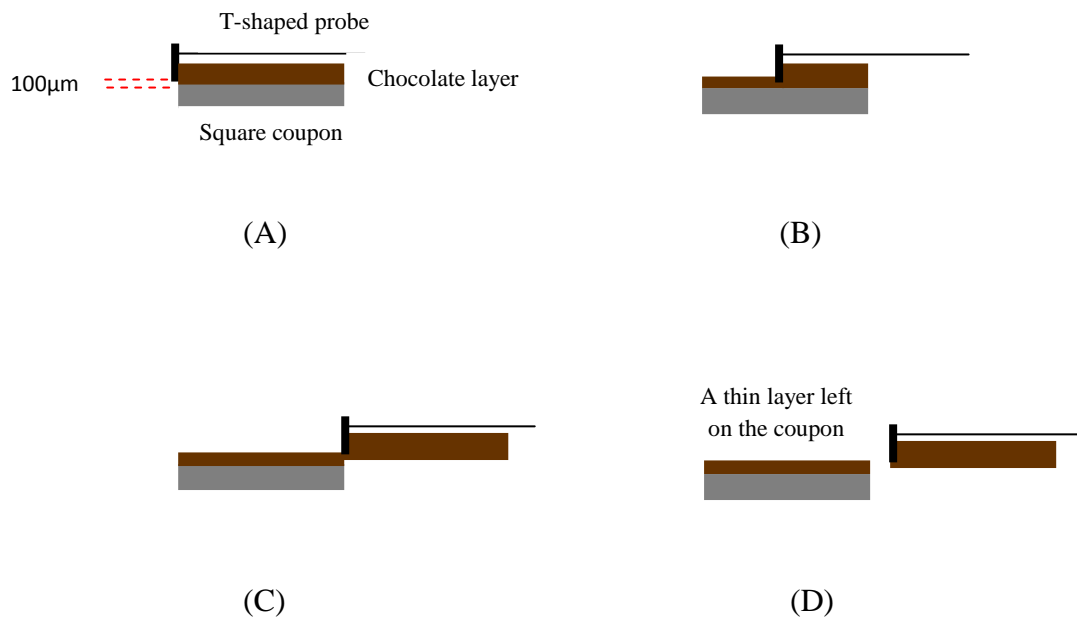 T-shaped probe
100µm
Chocolate layer
Square coupon
(A)
(B)
A thin layer left
on the coupon
(C)
(D)